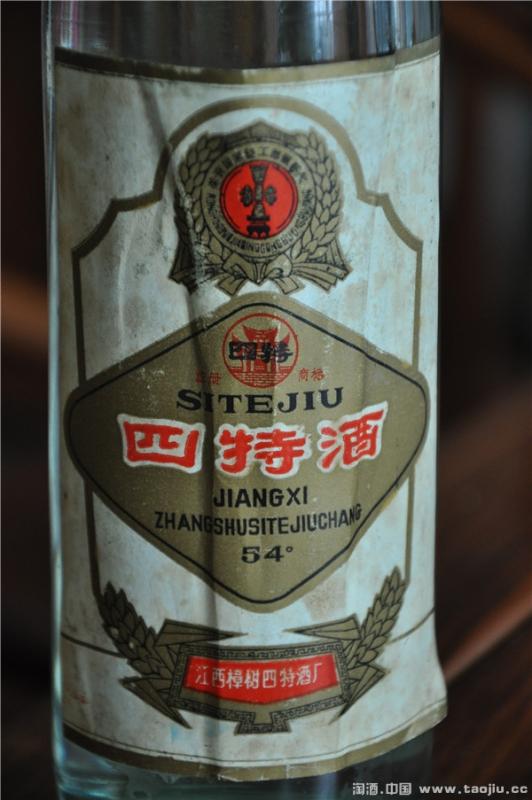 四特
注册 商标
SITEJIU
四特酒
JIANGXI
ZHANGSHUSITEJIUCHANG
54°
江西樟树四特酒厂
淘酒.中国 www.taojiu.cc